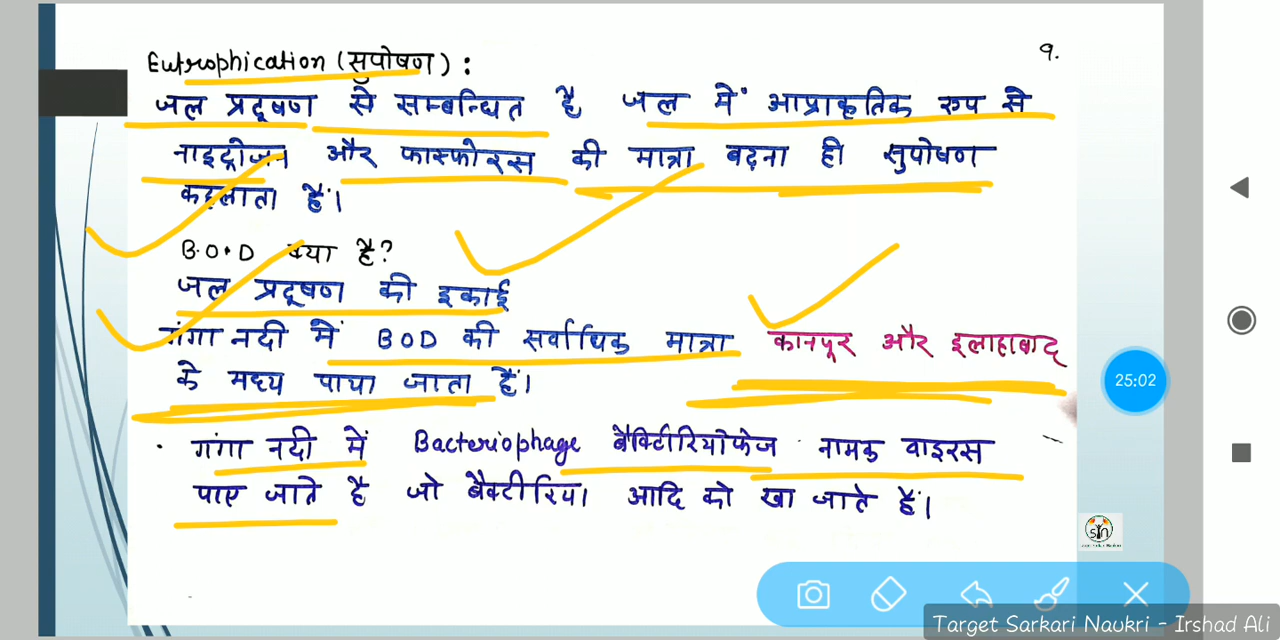 Eutrophication (सुपोषण) :
9.
जल प्रदूषण से सम्बन्धित है जल में आप्राकृतिक रुप से
नाइट्रोजन और फास्फोरस की मात्रा बढ़ना ही सुपोषण
कहलाता है।
B.O.D क्या है?
जल प्रदूषण की इकाई
गंगा नदी में BOD की सर्वाधिक मात्रा कानपूर और इलाहाबाद
के मध्य पाया जाता है।
25:02
. गंगा नदी में Bacteriophage बैक्टिरियोफेज नामक वाइरस
पाए जाते है जो बैक्टीरिया आदि को खा जाते हैं।
Target Sarkari Naukri - Irshad Ali